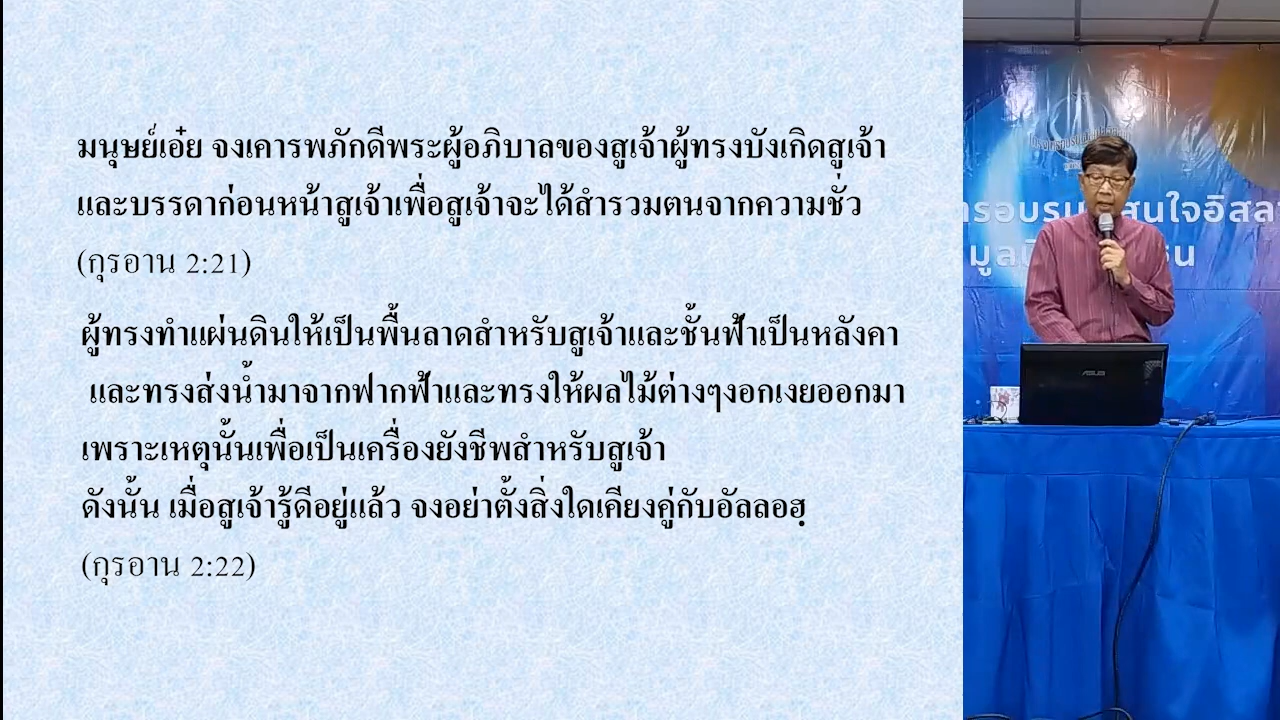 มนุษย์เอ๋ย จงเคารพภักดีพระผู้อภิบาลของสูเจ้าผู้ทรงบังเกิดสูเจ้า
และบรรดาก่อนหน้าสูเจ้าเพื่อสูเจ้าจะได้สำรวมตนจากความชั่ว
(กุรอาน 2:21)
ผู้ทรงทำแผ่นดินให้เป็นพื้นลาดสำหรับสูเจ้าและชั้นฟ้าเป็นหลังคา
และทรงส่งน้ำมาจากฟากฟ้าและทรงให้ผลไม้ต่างๆงอกเงยออกมา
เพราะเหตุนั้นเพื่อเป็นเครื่องยังชีพสำหรับสูเจ้า
ดังนั้น เมื่อสูเจ้ารู้ดีอยู่แล้ว จงอย่าตั้งสิ่งใดเคียงคู่กับอัลลอฮฺ
(กุรอาน 2:22)
ASUS